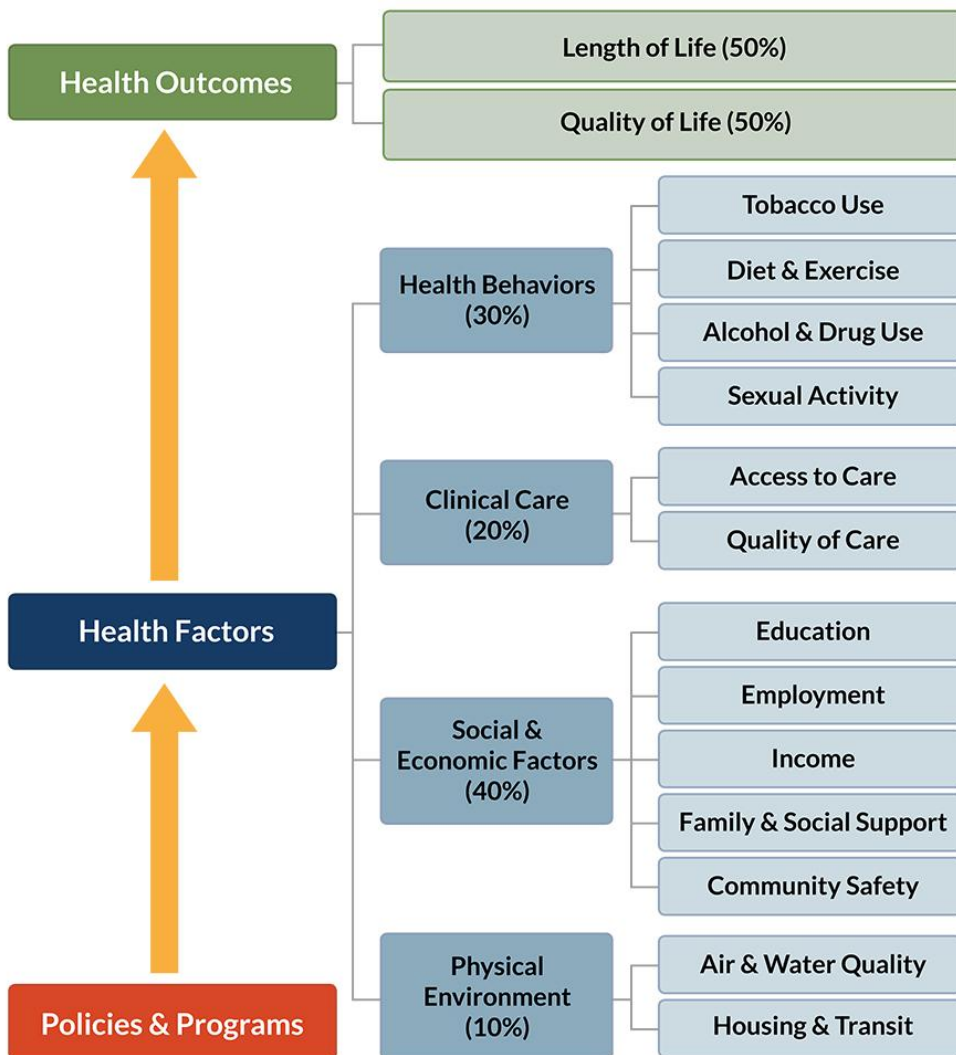 Health Outcomes
Length of Life (50%)
Quality of Life (50%)
Health Factors
Health Behaviors
(30%)
Tobacco Use
Diet & Exercise
Alcohol & Drug Use
Sexual Activity
Clinical Care
(20%)
Access to Care
Quality of Care
Social &
Economic Factors
(40%)
Education
Employment
Income
Family & Social Support
Community Safety
Physical
Environment
(10%)
Air & Water Quality
Housing & Transit
Policies & Programs